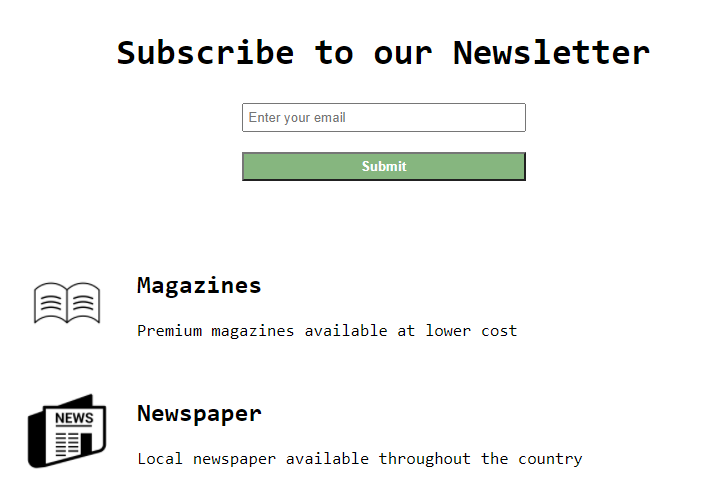 Subscribe to our Newsletter
Enter your email
Submit
Magazines
Premium magazines available at lower cost
NEWS
Newspaper
Local newspaper available throughout the country